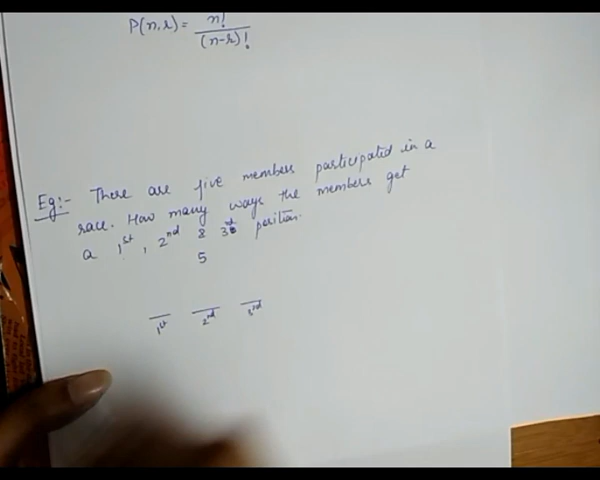 P(n,r) = n! / (n-r)!
Eg:- There are five members participated in a
race. How many ways the members get
a 1st, 2nd & 3rd position.
5
1st 2nd 3rd